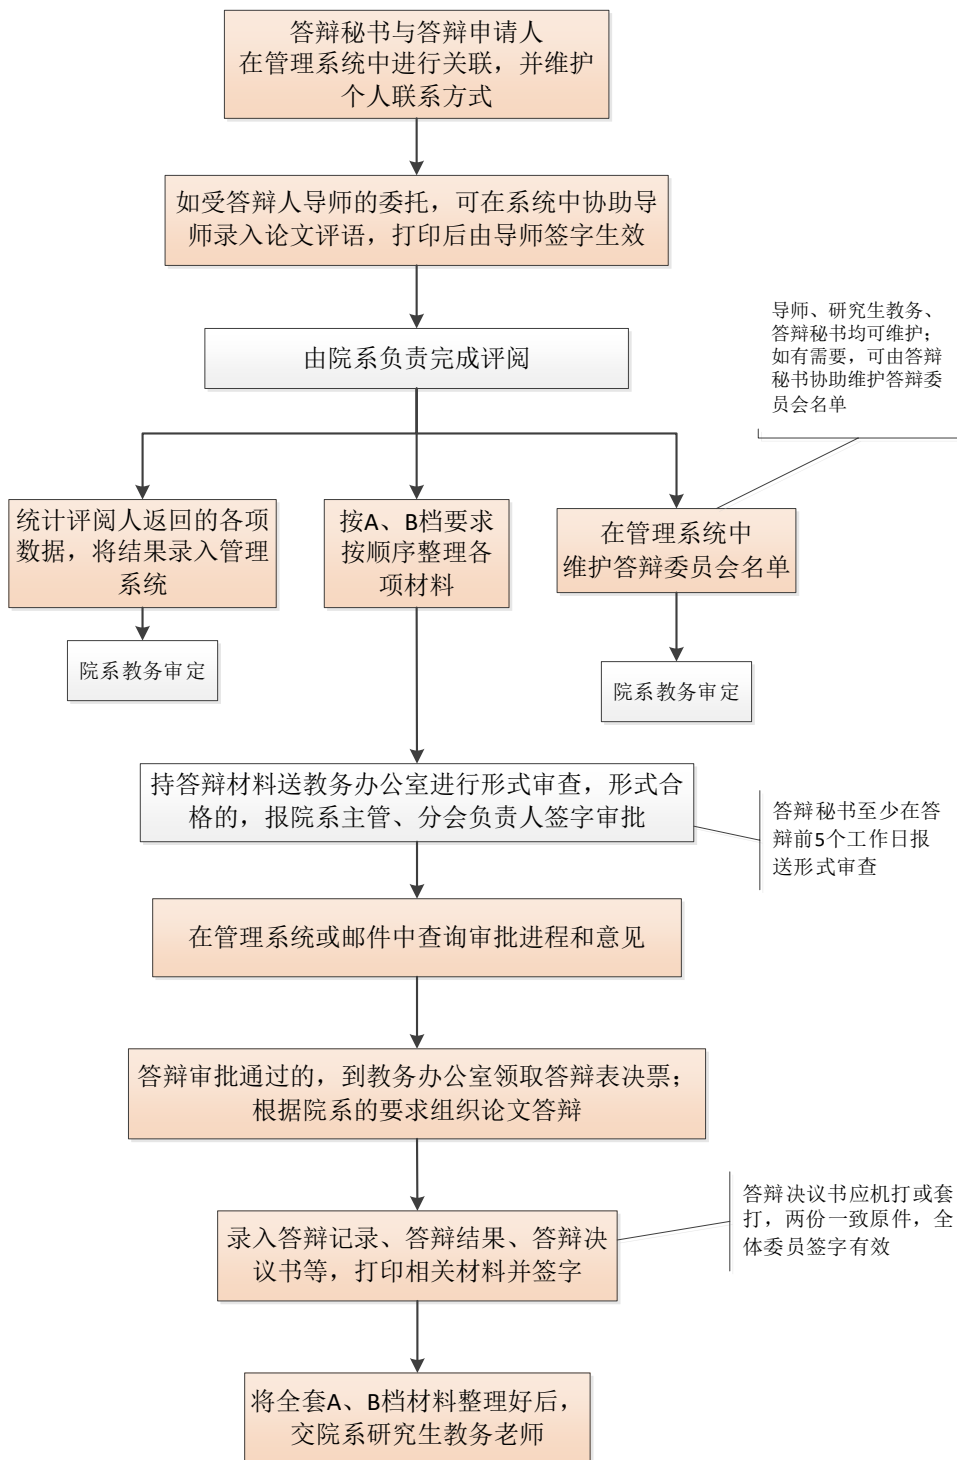 答辩秘书与答辩申请人
在管理系统中进行关联，并维护
个人联系方式
如受答辩人导师的委托，可在系统中协助导
师录入论文评语，打印后由导师签字生效
由院系负责完成评阅
导师、研究生教务、
答辩秘书均可维护；
如有需要，可由答辩
秘书协助维护答辩委
员会名单
统计评阅人返回的各项
数据，将结果录入管理
系统
按A、B档要求
按顺序整理各
项材料
在管理系统中
维护答辩委员会名单
院系教务审定
院系教务审定
持答辩材料送教务办公室进行形式审查，形式合
格的，报院系主管、分会负责人签字审批
答辩秘书至少在答
辩前5个工作日报
送形式审查
在管理系统或邮件中查询审批进程和意见
答辩审批通过的，到教务办公室领取答辩表决票；
根据院系的要求组织论文答辩
录入答辩记录、答辩结果、答辩决
议书等，打印相关材料并签字
答辩决议书应机打或套
打，两份一致原件，全
体委员签字有效
将全套A、B档材料整理好后，
交院系研究生教务老师